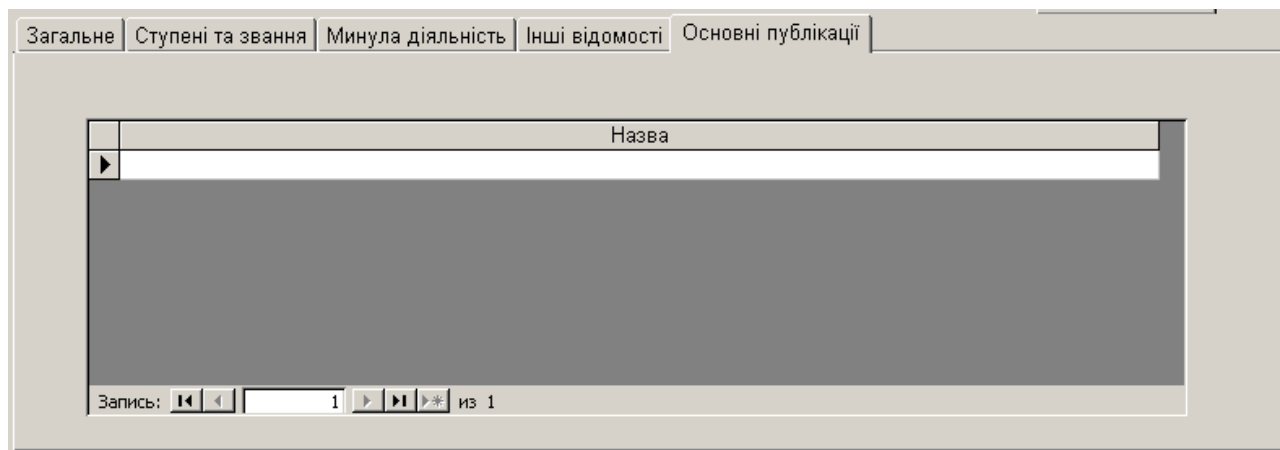 Загальне Ступені та звання Минула діяльність Інші відомості Основні публікації
Назва
Запись: 1 из 1